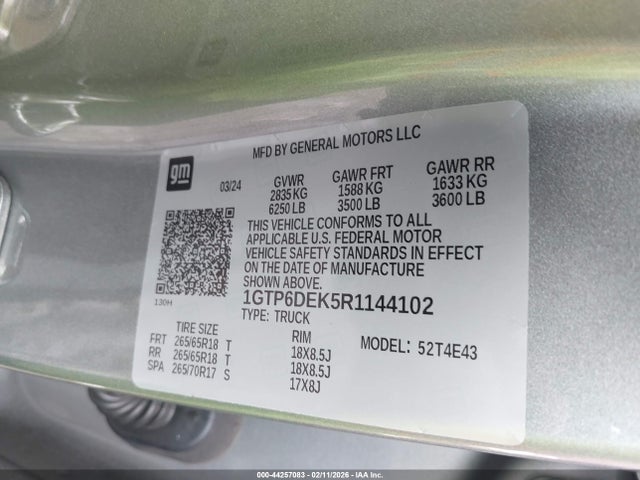 MFD BY GENERAL MOTORS LLC
gm
03/24
GVWR GAWR FRT GAWR RR
2835 KG 1588 KG 1633 KG
6250 LB 3500 LB 3600 LB
THIS VEHICLE CONFORMS TO ALL
APPLICABLE U.S. FEDERAL MOTOR
VEHICLE SAFETY STANDARDS IN EFFECT
ON THE DATE OF MANUFACTURE
SHOWN ABOVE.
130H
1GTP6DEK5R1144102
TYPE: TRUCK
TIRE SIZE RIM
FRT 265/65R18 T 18X8.5J
RR 265/65R18 T 18X8.5J
SPA 265/70R17 S 17X8J
MODEL: 52T4E43
000-44257083 - 02/11/2026 - IAA Inc.